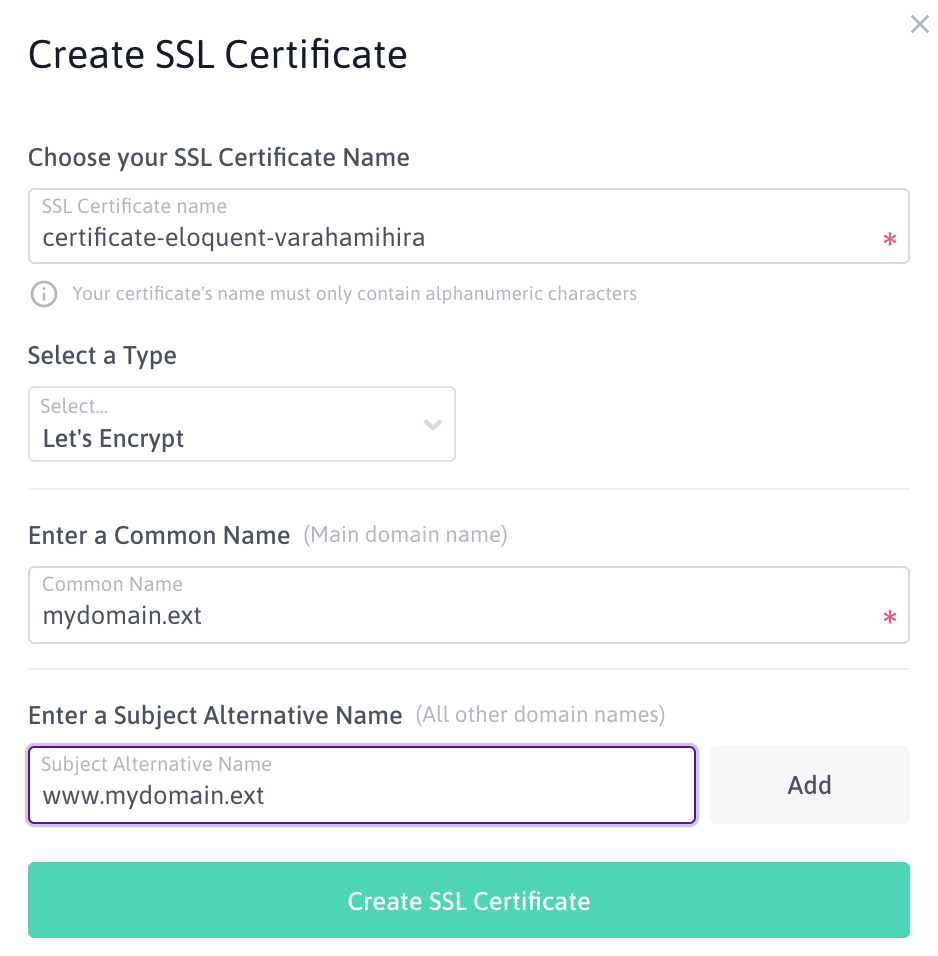 Create SSL Certificate
Choose your SSL Certificate Name
SSL Certificate name
certificate-eloquent-varahamihira
*
Your certificate's name must only contain alphanumeric characters
Select a Type
Select...
Let's Encrypt
Enter a Common Name (Main domain name)
Common Name
mydomain.ext
*
Enter a Subject Alternative Name (All other domain names)
Subject Alternative Name
www.mydomain.ext
Add
Create SSL Certificate